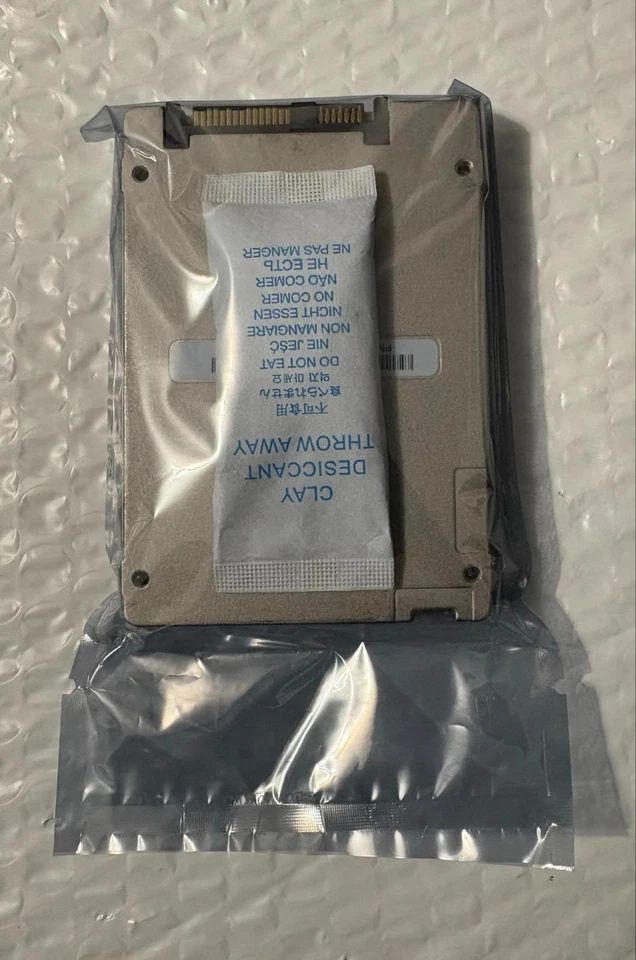 CLAY
DESICCANT
THROW AWAY
不可食用
食べられません
먹지 마세요
DO NOT EAT
NIE JEŚĆ
NON MANGIARE
NICHT ESSEN
NO COMER
NÃO COMER
НЕ ЕСТЬ
NE PAS MANGER
PN